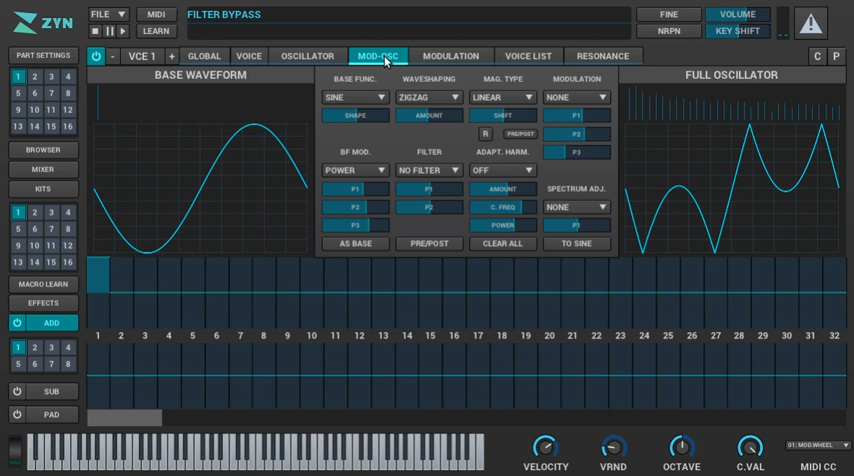 ZYN
FILE
MIDI
LEARN
FILTER BYPASS
FINE
NRPN
VOLUME
KEY SHIFT
PART SETTINGS
- VCE 1 +
GLOBAL VOICE OSCILLATOR MOD-OSC MODULATION VOICE LIST RESONANCE
C P
1 2 3 4
5 6 7 8
9 10 11 12
13 14 15 16
BROWSER
MIXER
KITS
1 2 3 4
5 6 7 8
9 10 11 12
13 14 15 16
MACRO LEARN
EFFECTS
ADD
1 2 3 4
5 6 7 8
SUB
PAD
BASE WAVEFORM
BASE FUNC. WAVESHAPING MAG. TYPE MODULATION
SINE ZIGZAG LINEAR NONE
SHAPE AMOUNT SHIFT P1
R PRE/POST P2
P3
BF MOD. FILTER ADAPT. HARM.
POWER NO FILTER OFF
P1 P1 AMOUNT SPECTRUM ADJ.
P2 P2 C. FREQ NONE
P3 POWER P1
AS BASE PRE/POST CLEAR ALL TO SINE
FULL OSCILLATOR
1 2 3 4 5 6 7 8 9 10 11 12 13 14 15 16 17 18 19 20 21 22 23 24 25 26 27 28 29 30 31 32
VELOCITY VRND OCTAVE C.VAL
01: MOD.WHEEL
MIDI CC